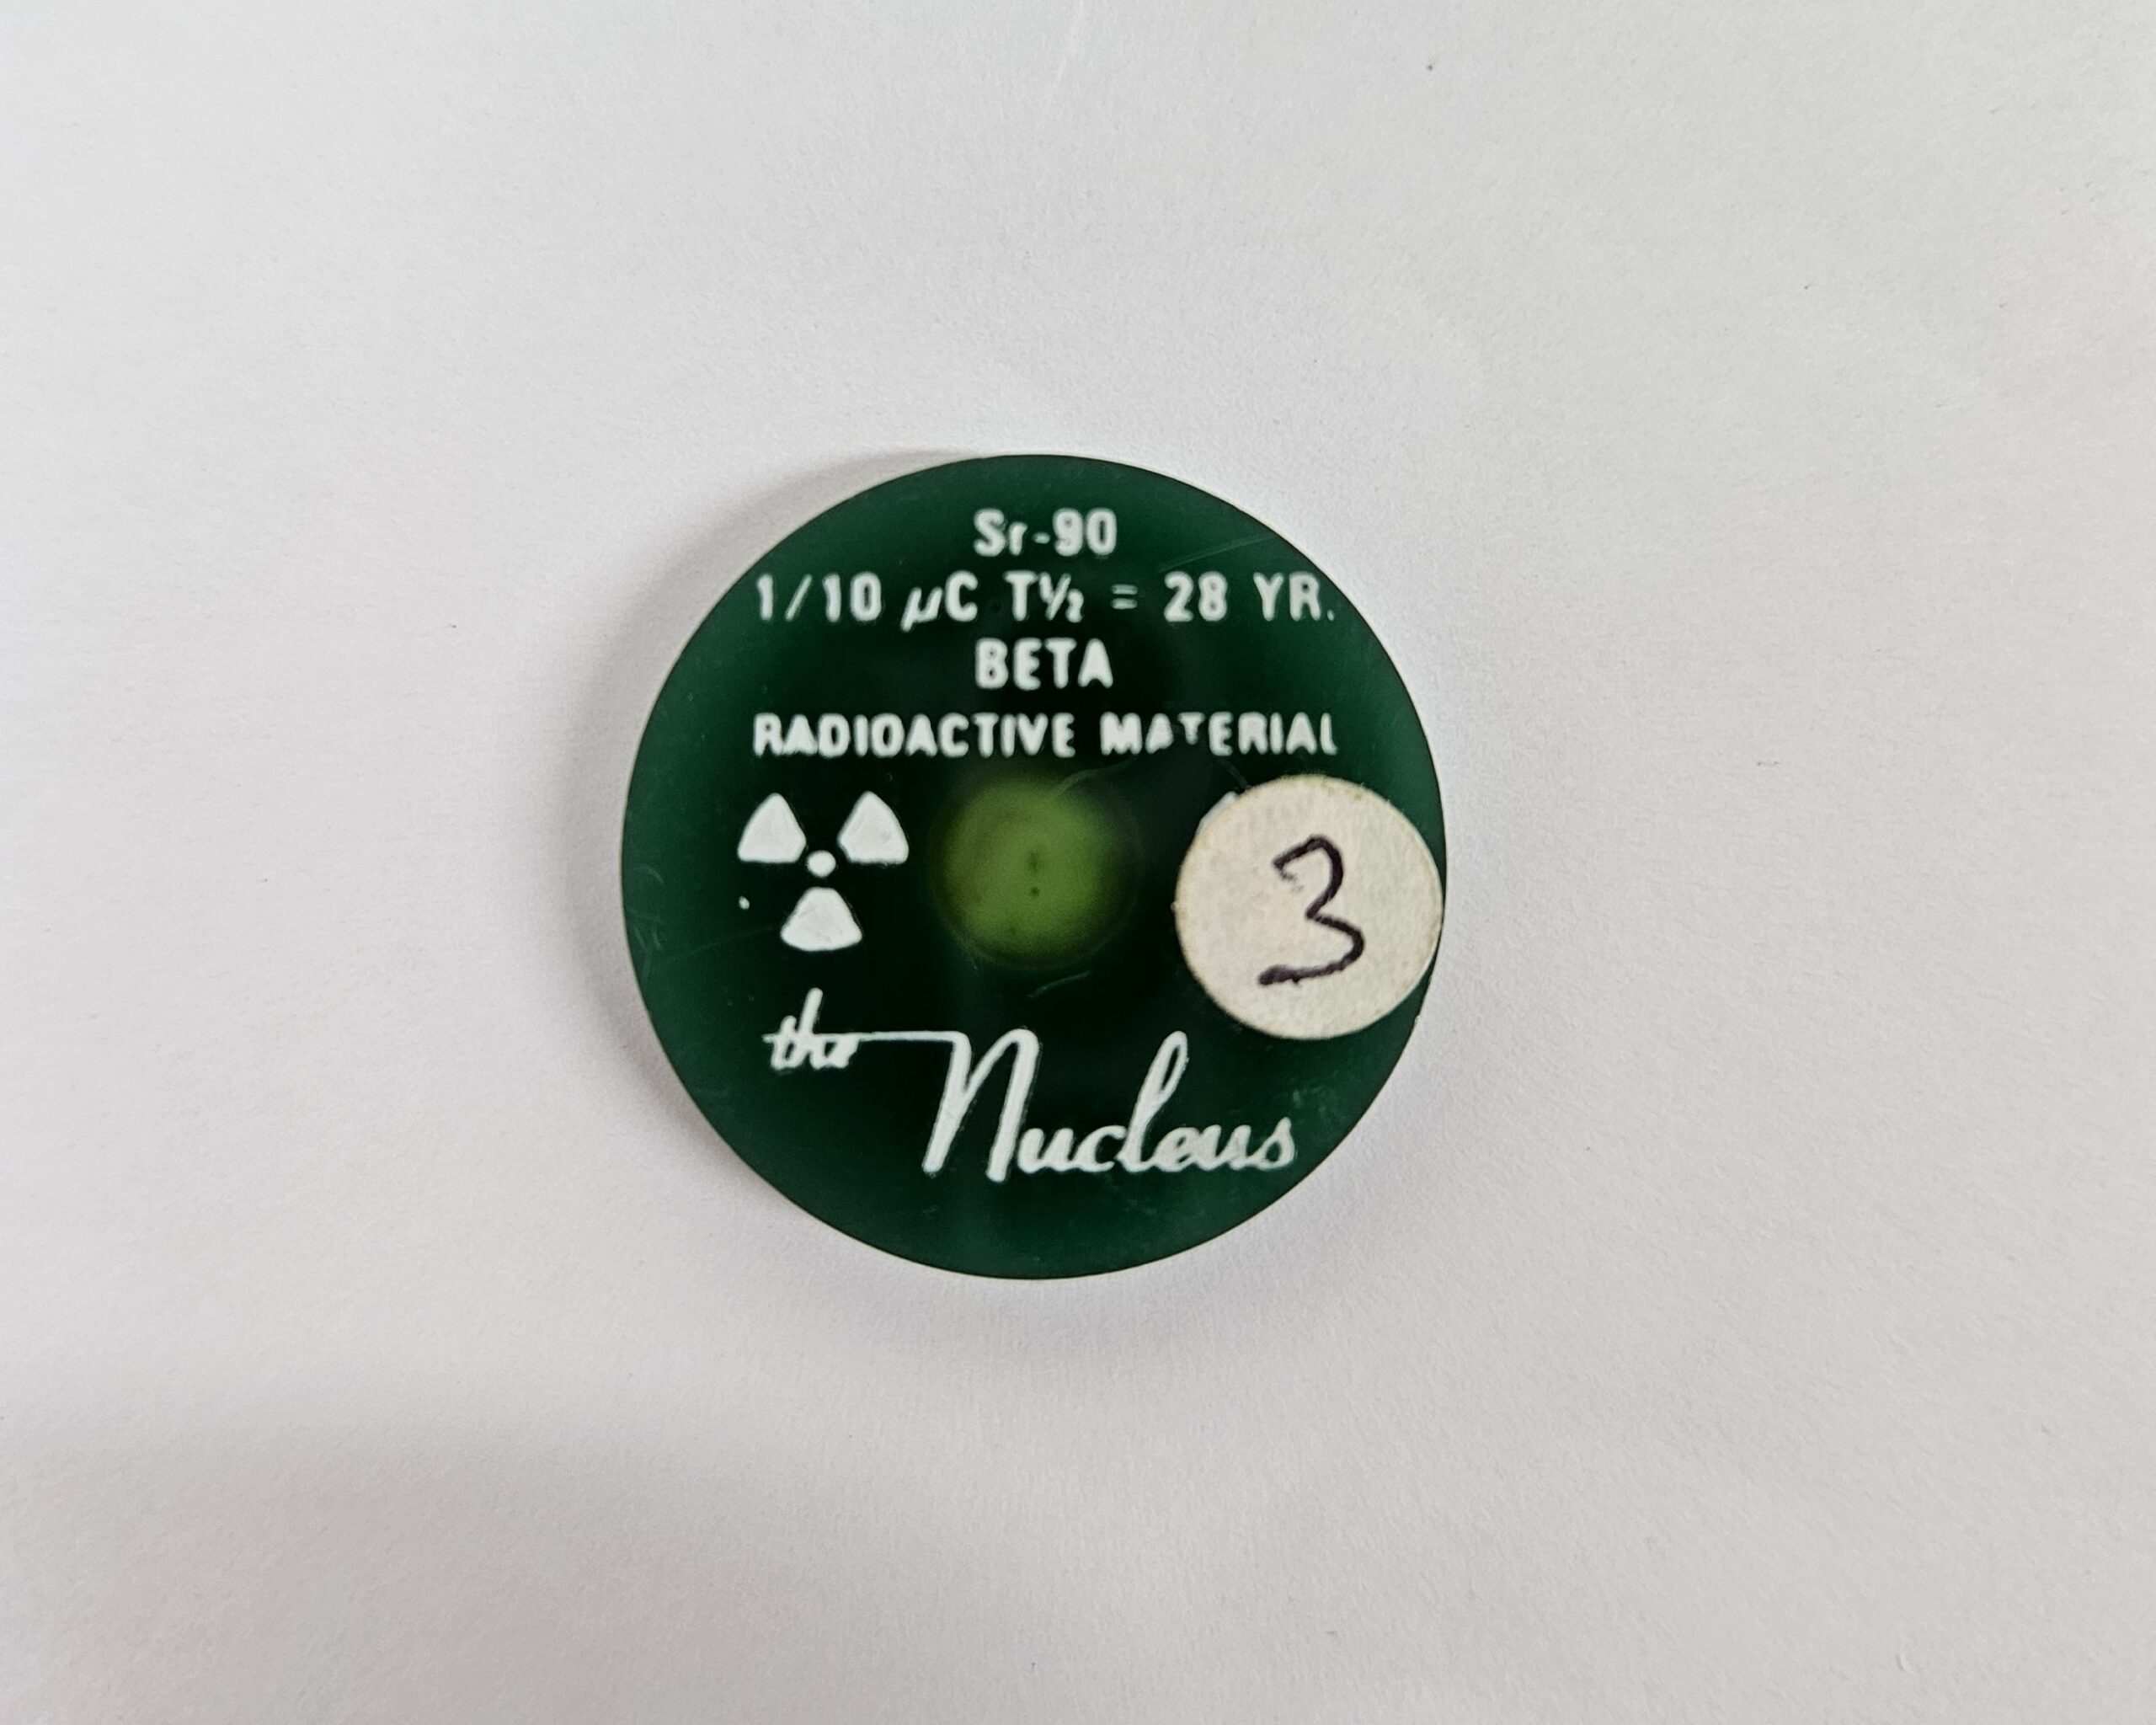 Sr-90
1/10 μC T½ = 28 YR.
BETA
RADIOACTIVE MATERIAL
3
the Nucleus